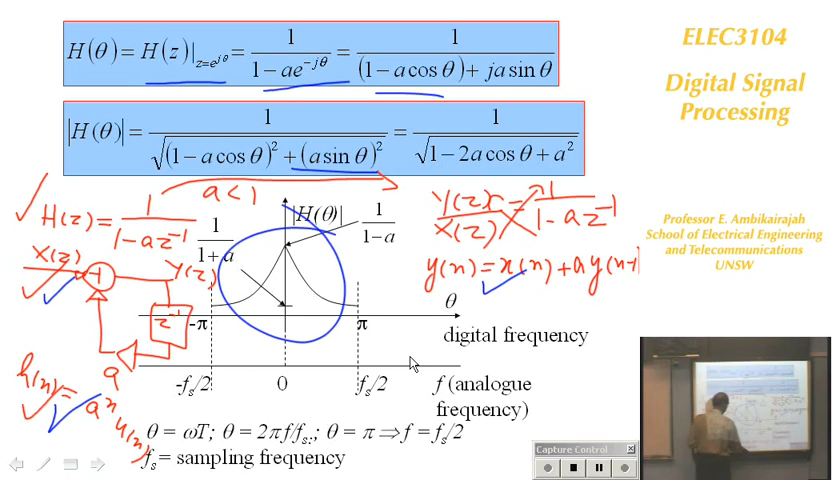 H(θ) = H(z)|z=e^jθ = 1/(1−ae^−jθ) = 1/((1−a cos θ)+ ja sin θ)
|H(θ)| = 1/√((1−a cos θ)² + (a sin θ)²) = 1/√(1−2a cos θ + a²)
ELEC3104
Digital Signal
Processing
Professor E. Ambikairajah
School of Electrical Engineering
and Telecommunications
UNSW
a<1
H(z) = 1/(1−az⁻¹)
|H(θ)|
1/(1+a)
1/(1−a)
Y(z)/X(z) = 1/(1−az⁻¹)
X(z)
+
Y(z)
y(n) = x(n) + a y(n-1
z⁻¹
a
-π
π
θ
digital frequency
-fs/2
0
fs/2
f (analogue
frequency)
h(n) = aⁿ u(n)
θ = ωT; θ = 2πf/fs; θ = π ⇒ f = fs/2
fs = sampling frequency
Capture Control